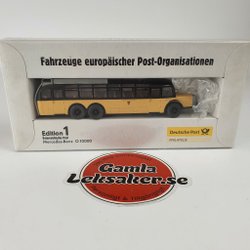 Fahrzeuge europäischer Post-Organisationen
Edition 1
Mercedes-Benz O 10000
Deutsche Post
PHILATELIE
Gamla
Leksaker.se